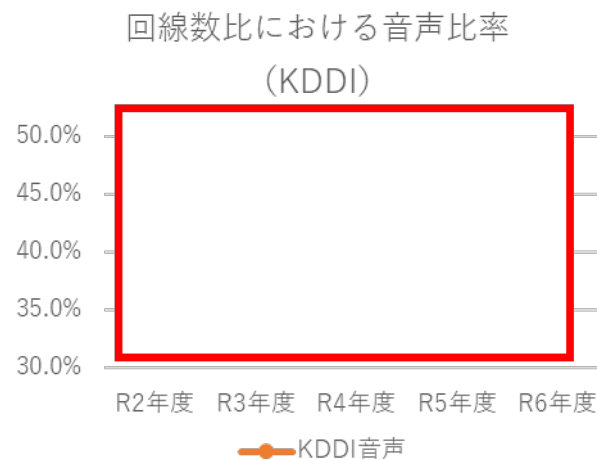 回線数比における音声比率
（KDDI）
50.0%
45.0%
40.0%
35.0%
30.0%
R2年度 R3年度 R4年度 R5年度 R6年度
KDDI音声